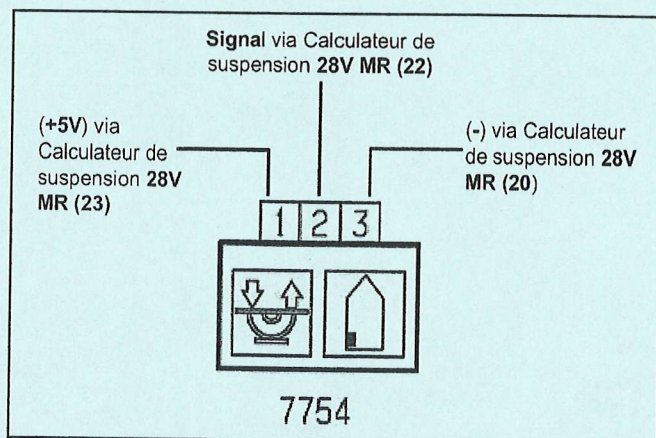 Signal via Calculateur de
suspension 28V MR (22)
(+5V) via
Calculateur de
suspension 28V
MR (23)
(-) via Calculateur
de suspension 28V
MR (20)
1 2 3
7754